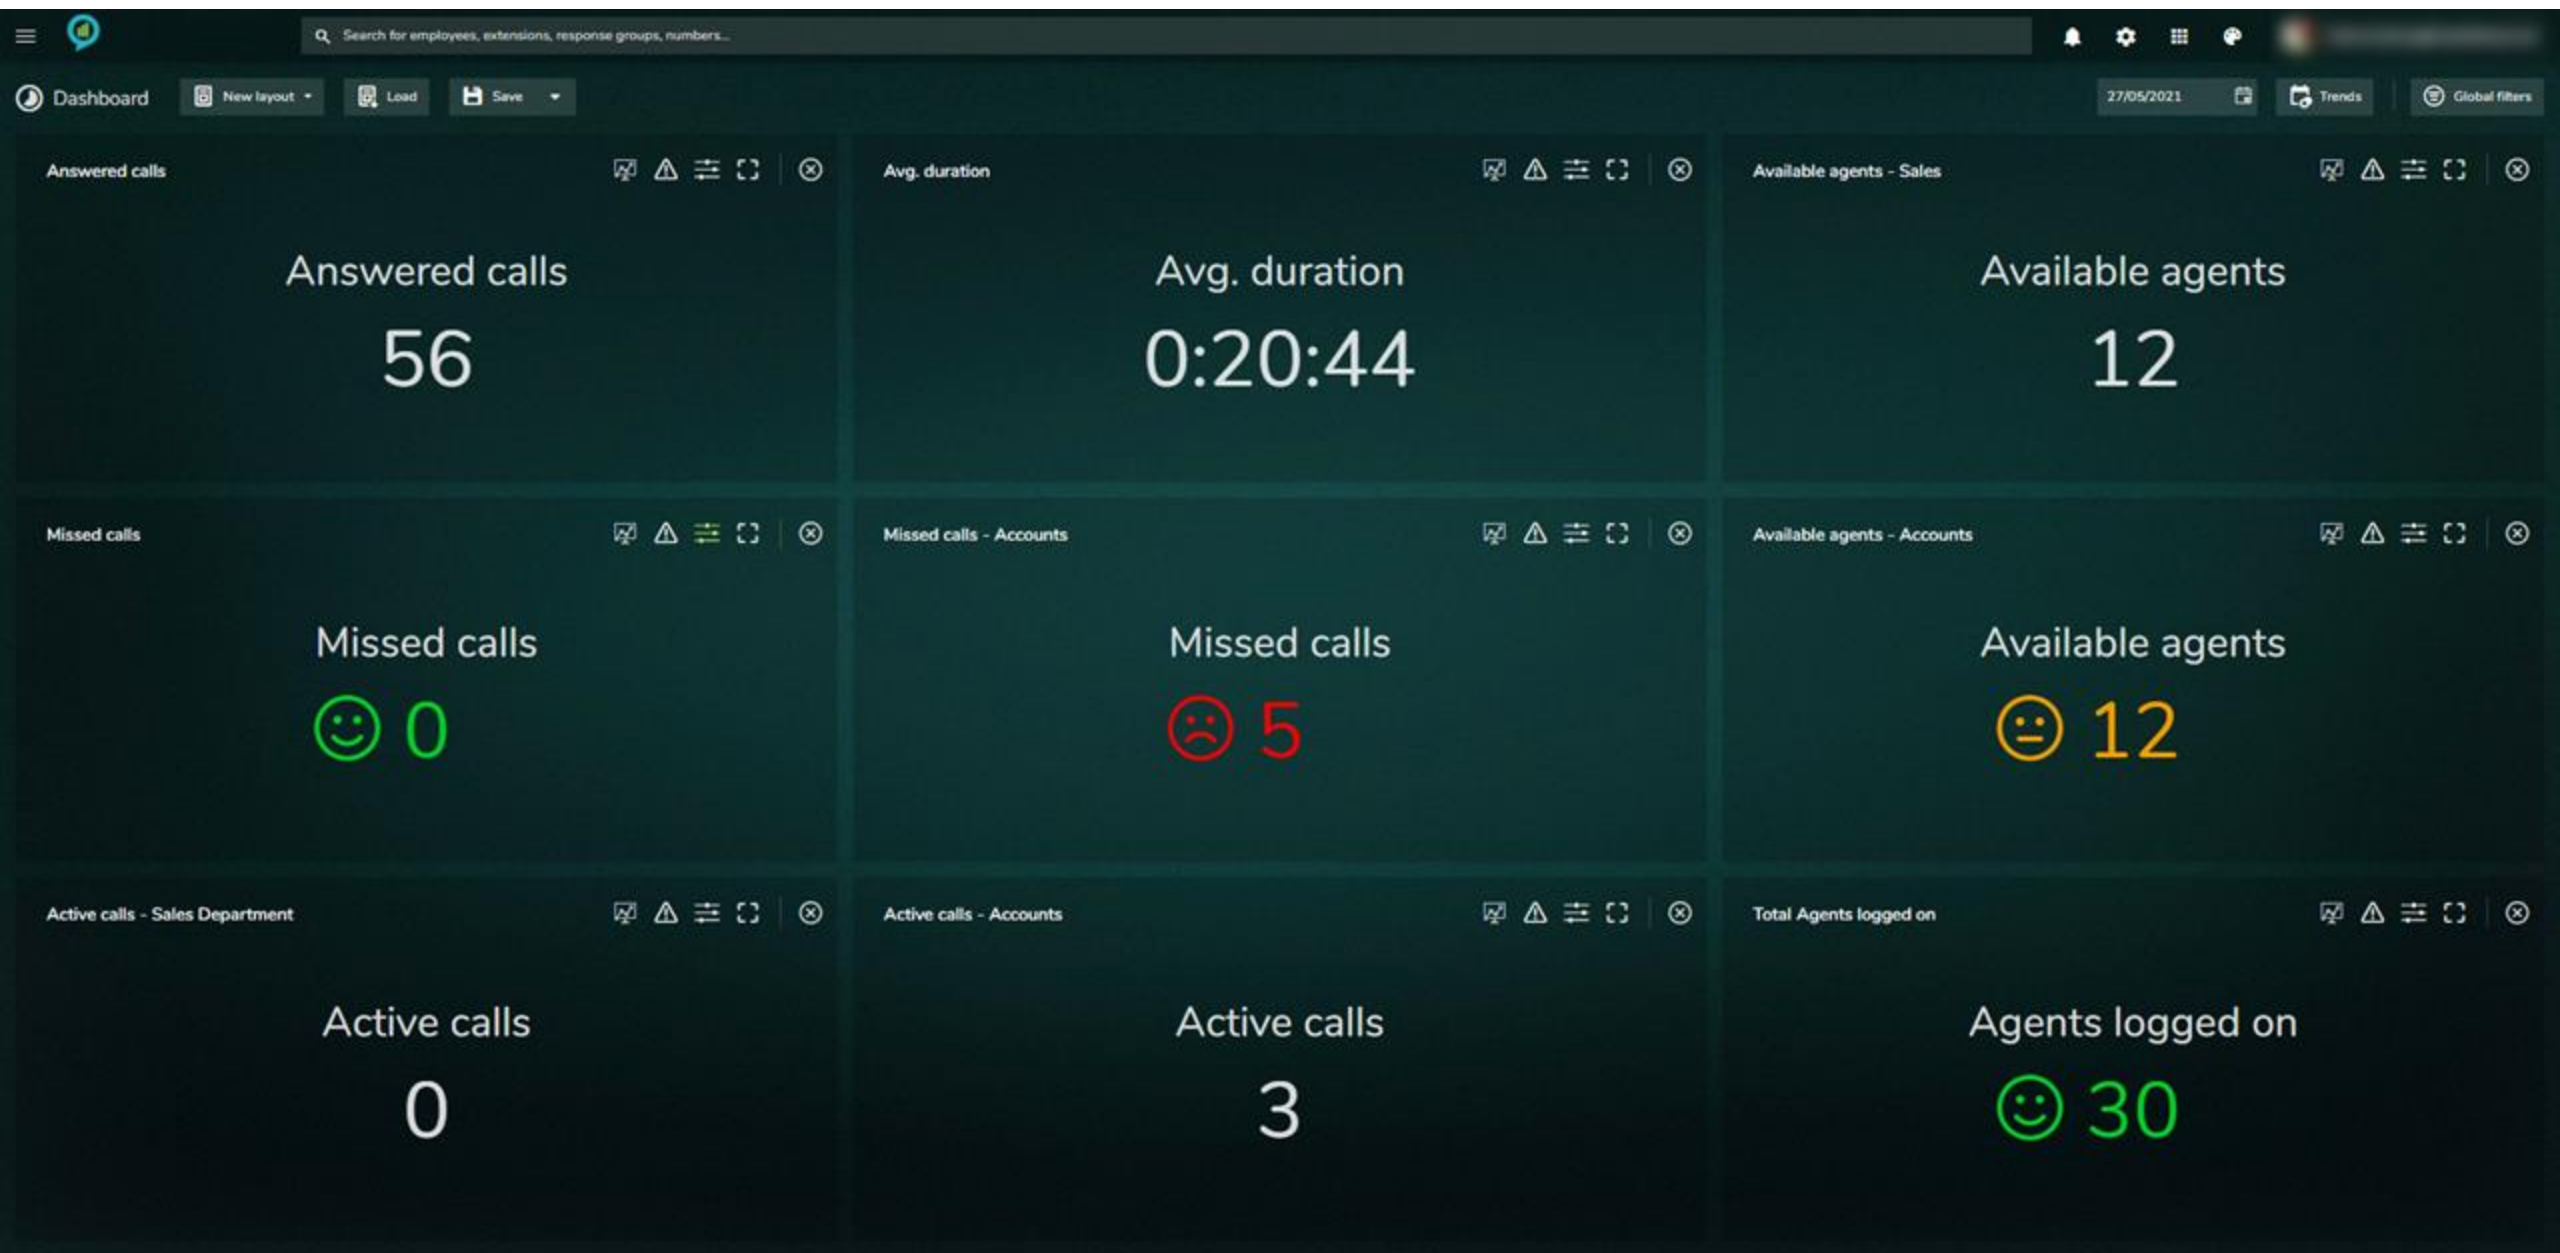 Search for employees, extensions, response groups, numbers...
Dashboard New layout Load Save 27/05/2021 Trends Global filters
Answered calls
Answered calls
56
Avg. duration
Avg. duration
0:20:44
Available agents - Sales
Available agents
12
Missed calls
Missed calls
0
Missed calls - Accounts
Missed calls
5
Available agents - Accounts
Available agents
12
Active calls - Sales Department
Active calls
0
Active calls - Accounts
Active calls
3
Total Agents logged on
Agents logged on
30